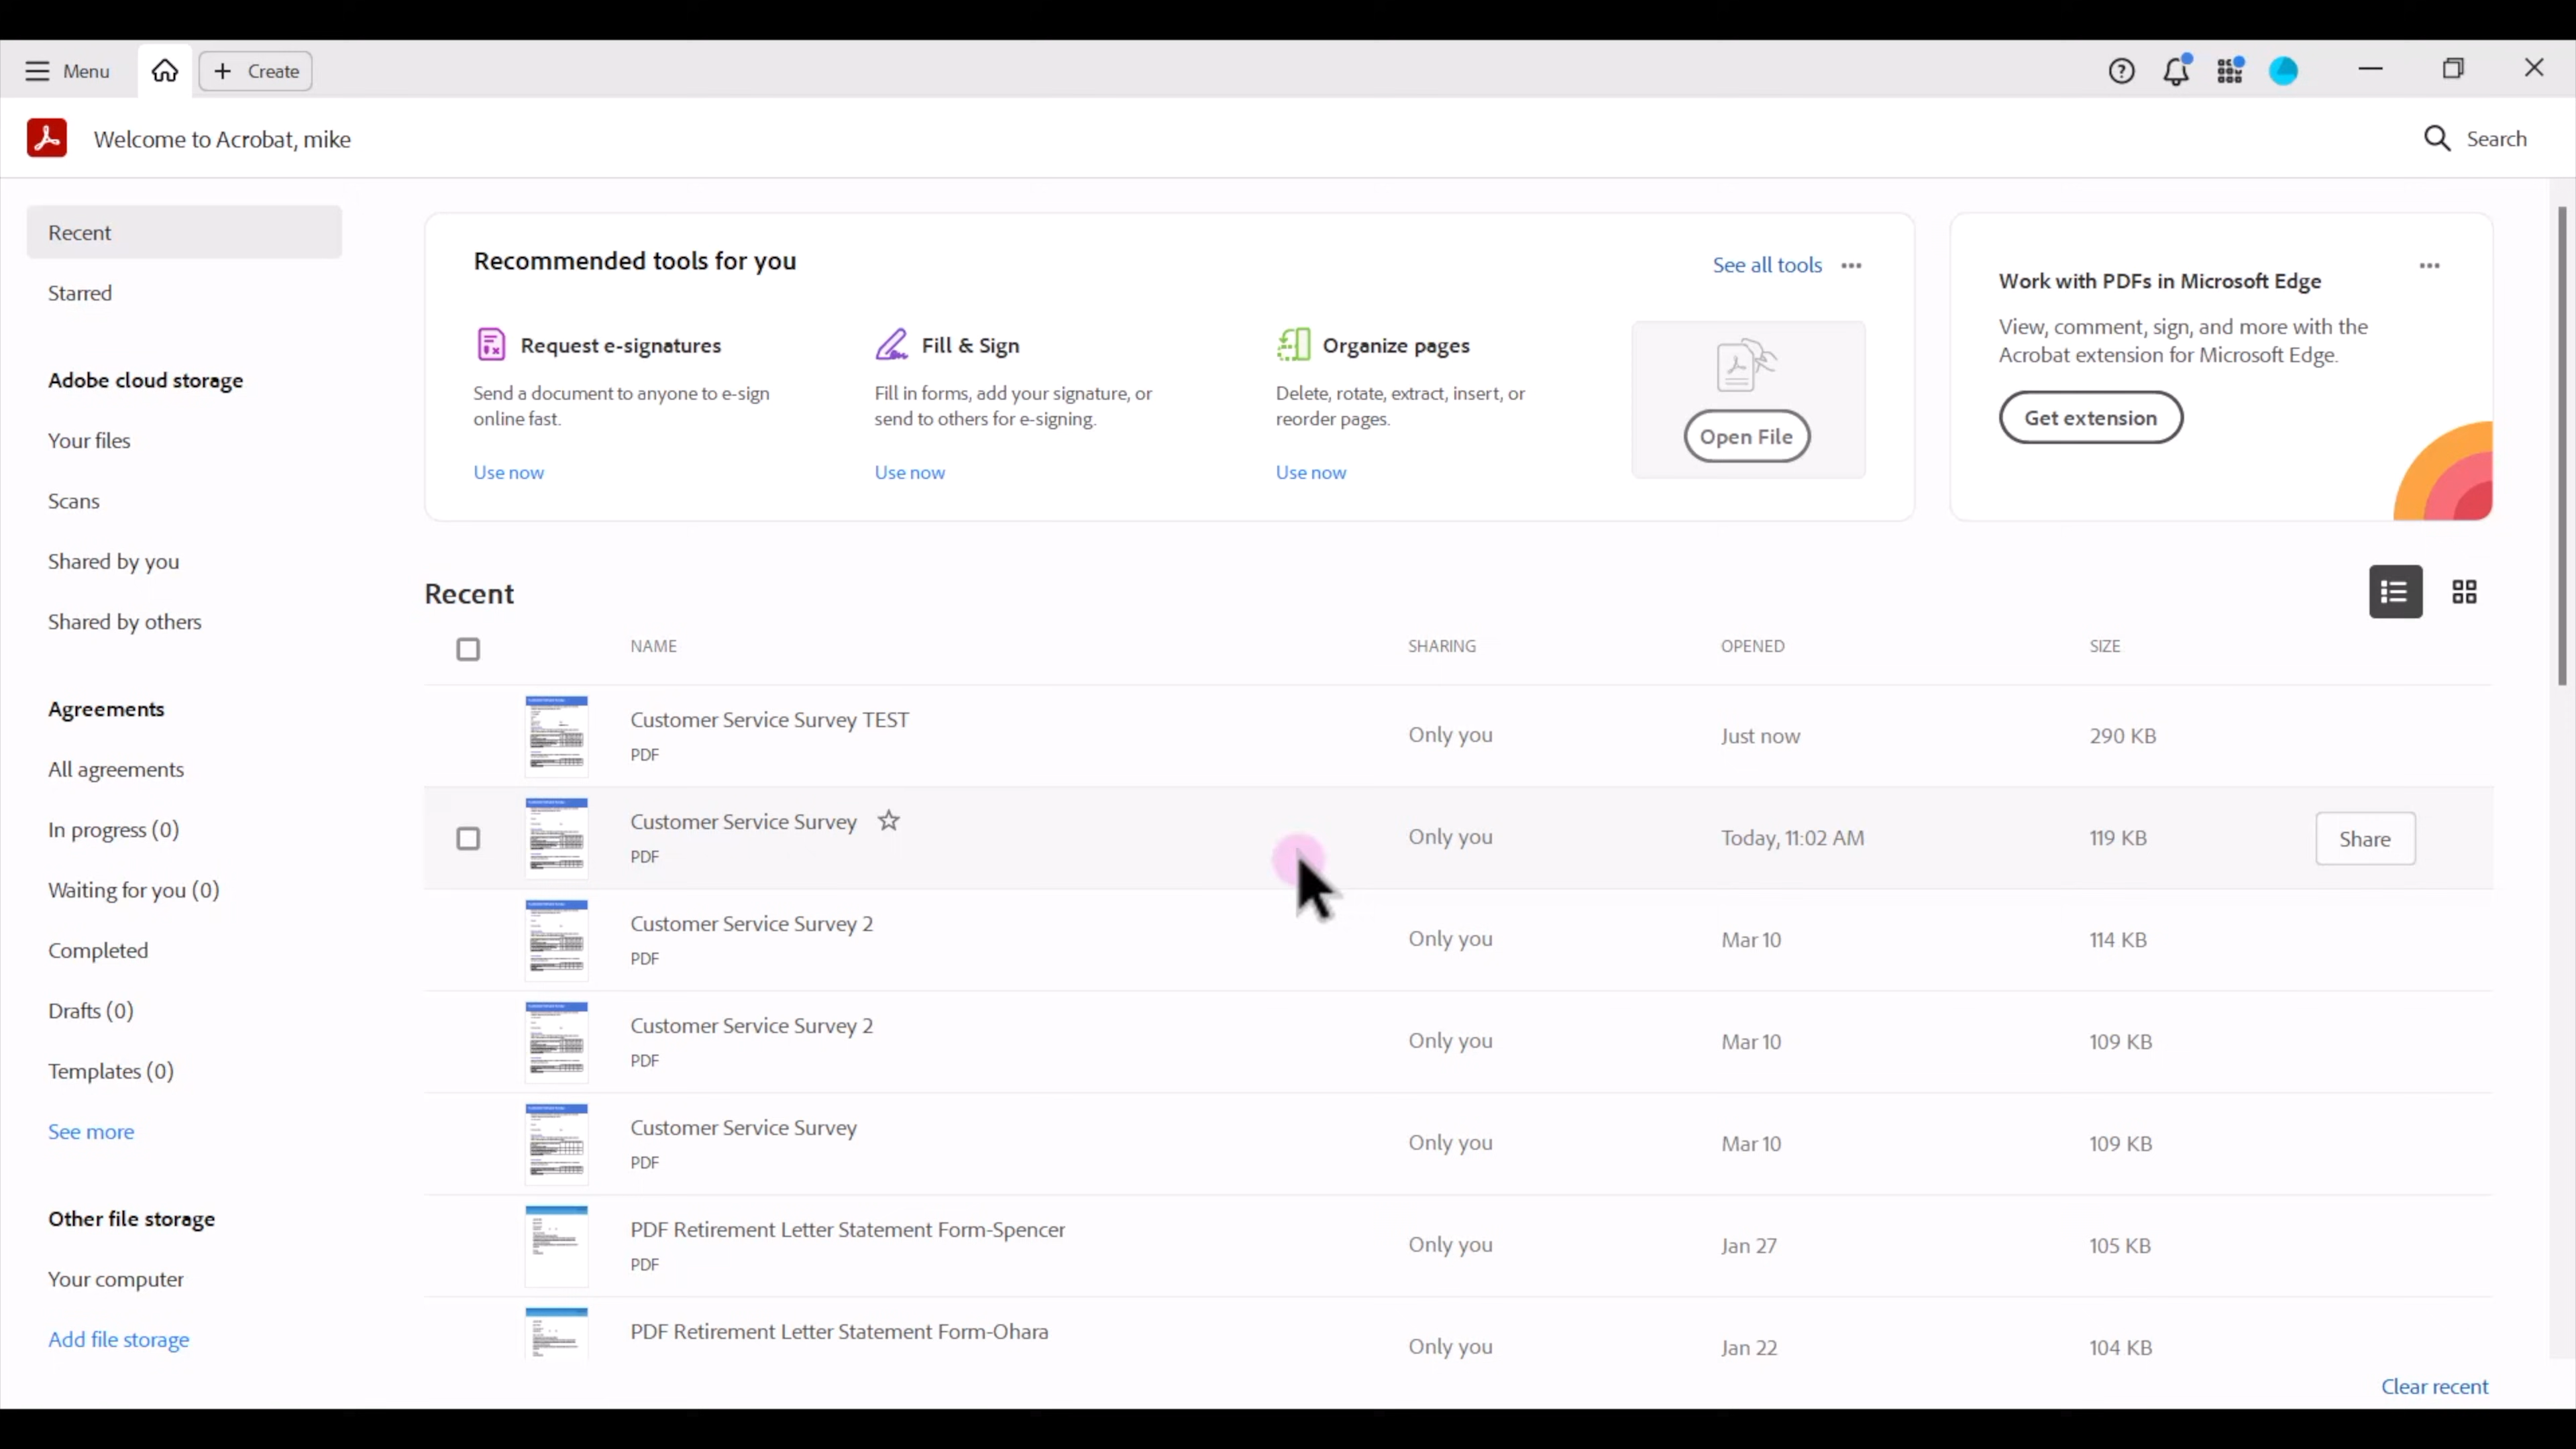 Menu
Create
Welcome to Acrobat, mike
Search
Recent
Starred
Adobe cloud storage
Your files
Scans
Shared by you
Shared by others
Agreements
All agreements
In progress (0)
Waiting for you (0)
Completed
Drafts (0)
Templates (0)
See more
Other file storage
Your computer
Add file storage
Recommended tools for you
See all tools
Request e-signatures
Send a document to anyone to e-sign
online fast.
Use now
Fill & Sign
Fill in forms, add your signature, or
send to others for e-signing.
Use now
Organize pages
Delete, rotate, extract, insert, or
reorder pages.
Use now
Open File
Work with PDFs in Microsoft Edge
View, comment, sign, and more with the
Acrobat extension for Microsoft Edge.
Get extension
Recent
NAME SHARING OPENED SIZE
Customer Service Survey TEST
PDF
Only you Just now 290 KB
Customer Service Survey
PDF
Only you Today, 11:02 AM 119 KB Share
Customer Service Survey 2
PDF
Only you Mar 10 114 KB
Customer Service Survey 2
PDF
Only you Mar 10 109 KB
Customer Service Survey
PDF
Only you Mar 10 109 KB
PDF Retirement Letter Statement Form-Spencer
PDF
Only you Jan 27 105 KB
PDF Retirement Letter Statement Form-Ohara
Only you Jan 22 104 KB
Clear recent